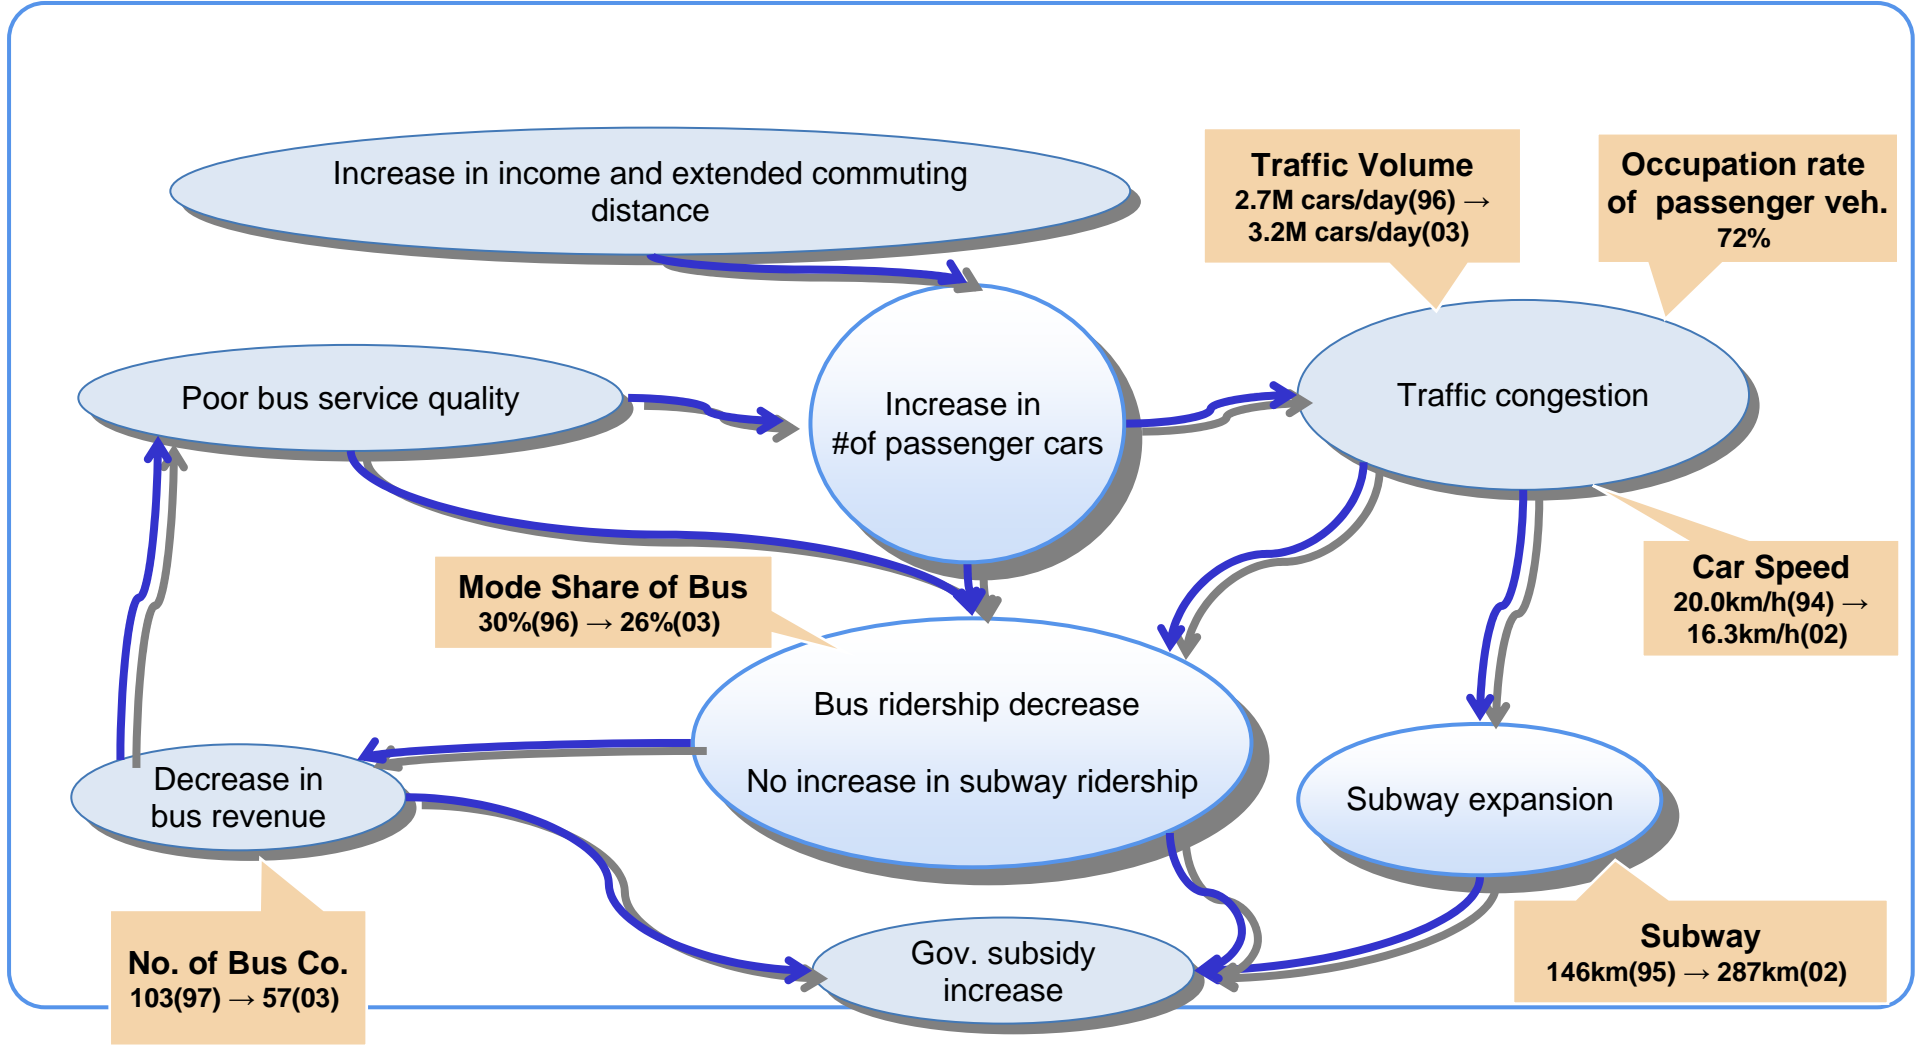 Increase in income and extended commuting
distance
Traffic Volume
2.7M cars/day(96) →
3.2M cars/day(03)
Occupation rate
of  passenger veh.
72%
Poor bus service quality
Increase in
#of passenger cars
Traffic congestion
Mode Share of Bus
30%(96) → 26%(03)
Car Speed
20.0km/h(94) →
16.3km/h(02)
Bus ridership decrease
No increase in subway ridership
Decrease in
bus revenue
Subway expansion
No. of Bus Co.
103(97) → 57(03)
Gov. subsidy
increase
Subway
146km(95) → 287km(02)